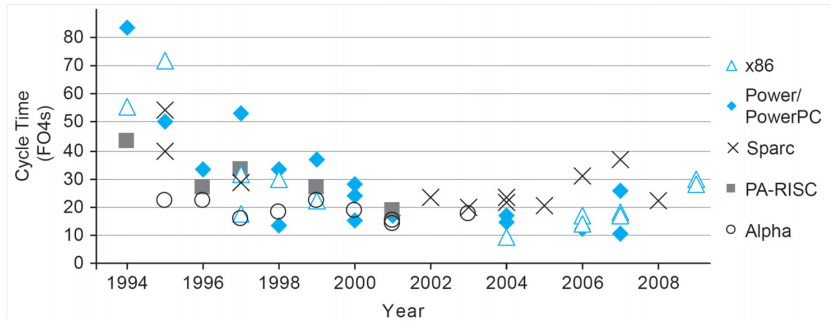 80
70
60
50
40
30
20
10
0
Cycle Time
(FO4s)
1994 1996 1998 2000 2002 2004 2006 2008
Year
x86
Power/
PowerPC
Sparc
PA-RISC
Alpha